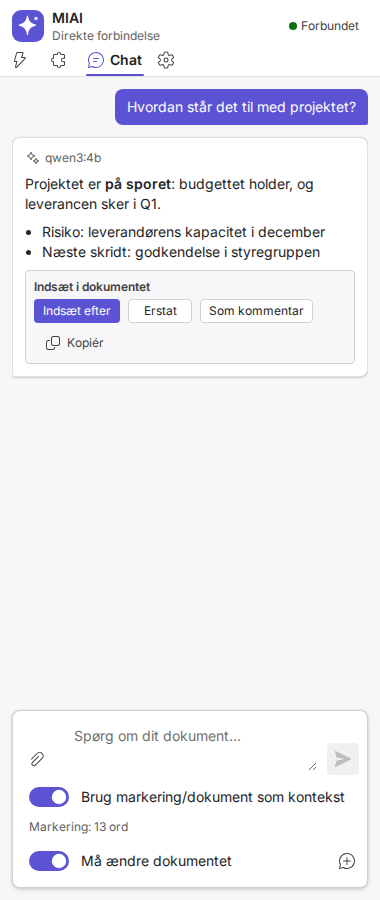 MIAI
Direkte forbindelse
Forbundet
Chat
Hvordan står det til med projektet?
qwen3:4b
Projektet er på sporet: budgettet holder, og
leverancen sker i Q1.
• Risiko: leverandørens kapacitet i december
• Næste skridt: godkendelse i styregruppen
Indsæt i dokumentet
Indsæt efter
Erstat
Som kommentar
Kopiér
Spørg om dit dokument...
Brug markering/dokument som kontekst
Markering: 13 ord
Må ændre dokumentet